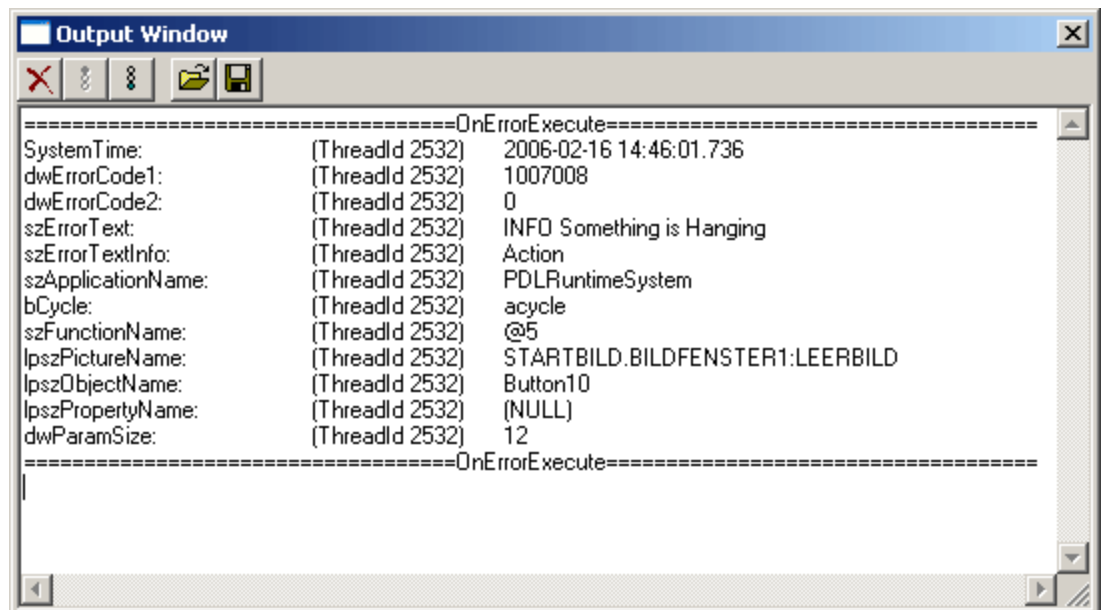 Output Window
===================================OnErrorExecute===================================
SystemTime: (ThreadId 2532) 2006-02-16 14:46:01.736
dwErrorCode1: (ThreadId 2532) 1007008
dwErrorCode2: (ThreadId 2532) 0
szErrorText: (ThreadId 2532) INFO Something is Hanging
szErrorTextInfo: (ThreadId 2532) Action
szApplicationName: (ThreadId 2532) PDLRuntimeSystem
bCycle: (ThreadId 2532) acycle
szFunctionName: (ThreadId 2532) @5
lpszPictureName: (ThreadId 2532) STARTBILD.BILDFENSTER1:LEERBILD
lpszObjectName: (ThreadId 2532) Button10
lpszPropertyName: (ThreadId 2532) (NULL)
dwParamSize: (ThreadId 2532) 12
===================================OnErrorExecute===================================